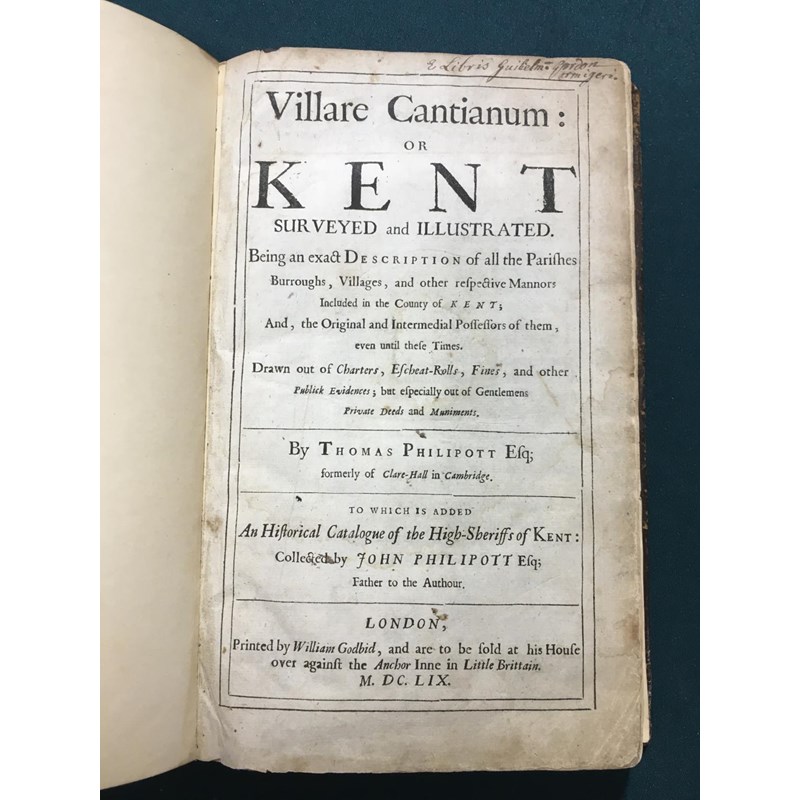 E Libris Guilelmi Gordon
Armigeri.
Villare Cantianum:
OR
KENT
SURVEYED and ILLUSTRATED.
Being an exact DESCRIPTION of all the Pariſhes
Burroughs, Villages, and other reſpective Mannors
Included in the County of KENT;
And, the Original and Intermedial Poſſeſſors of them,
even until theſe Times.
Drawn out of Charters, Eſcheat-Rolls, Fines, and other
Publick Evidences; but eſpecially out of Gentlemens
Private Deeds and Muniments.
By THOMAS PHILIPOTT Eſq;
formerly of Clare-Hall in Cambridge.
TO WHICH IS ADDED
An Hiſtorical Catalogue of the High-Sheriffs of KENT:
Collected by JOHN PHILIPOTT Eſq;
Father to the Authour.
LONDON,
Printed by William Godbid, and are to be ſold at his Houſe
over againſt the Anchor Inne in Little Brittain.
M. DC. LIX.